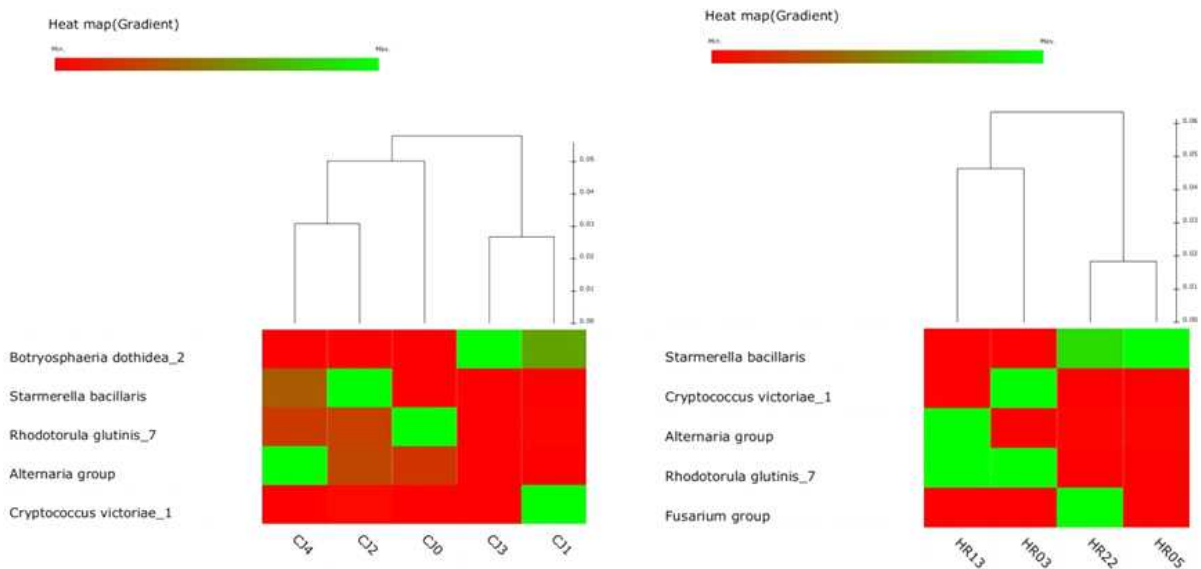 Heat map(Gradient)
Min.
Max.
0.05
0.04
0.03
0.02
0.01
0.00
Botryosphaeria dothidea_2
Starmerella bacillaris
Rhodotorula glutinis_7
Alternaria group
Cryptococcus victoriae_1
CJ4
CJ2
CJ0
CJ3
CJ1
Heat map(Gradient)
Min.
Max.
0.06
0.05
0.04
0.03
0.02
0.01
0.00
Starmerella bacillaris
Cryptococcus victoriae_1
Alternaria group
Rhodotorula glutinis_7
Fusarium group
HR13
HR03
HR22
HR05